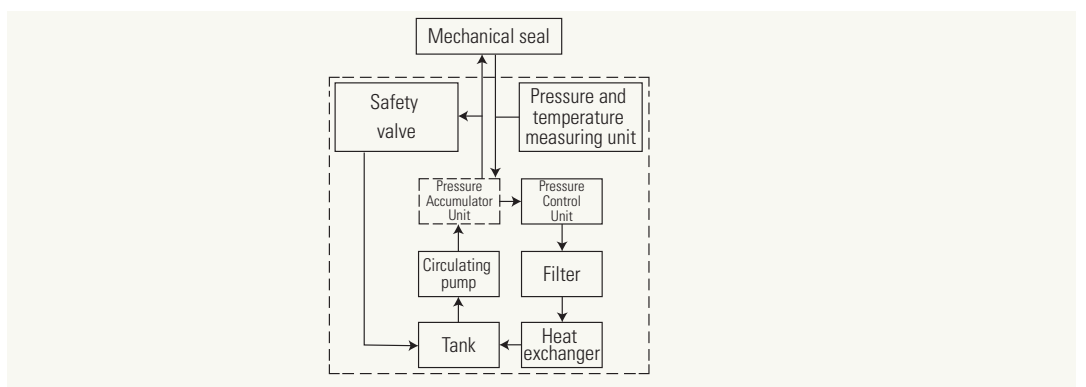 Mechanical seal
Safety
valve
Pressure and
temperature
measuring unit
Pressure
Accumulator
Unit
Pressure
Control
Unit
Circulating
pump
Filter
Tank
Heat
exchanger